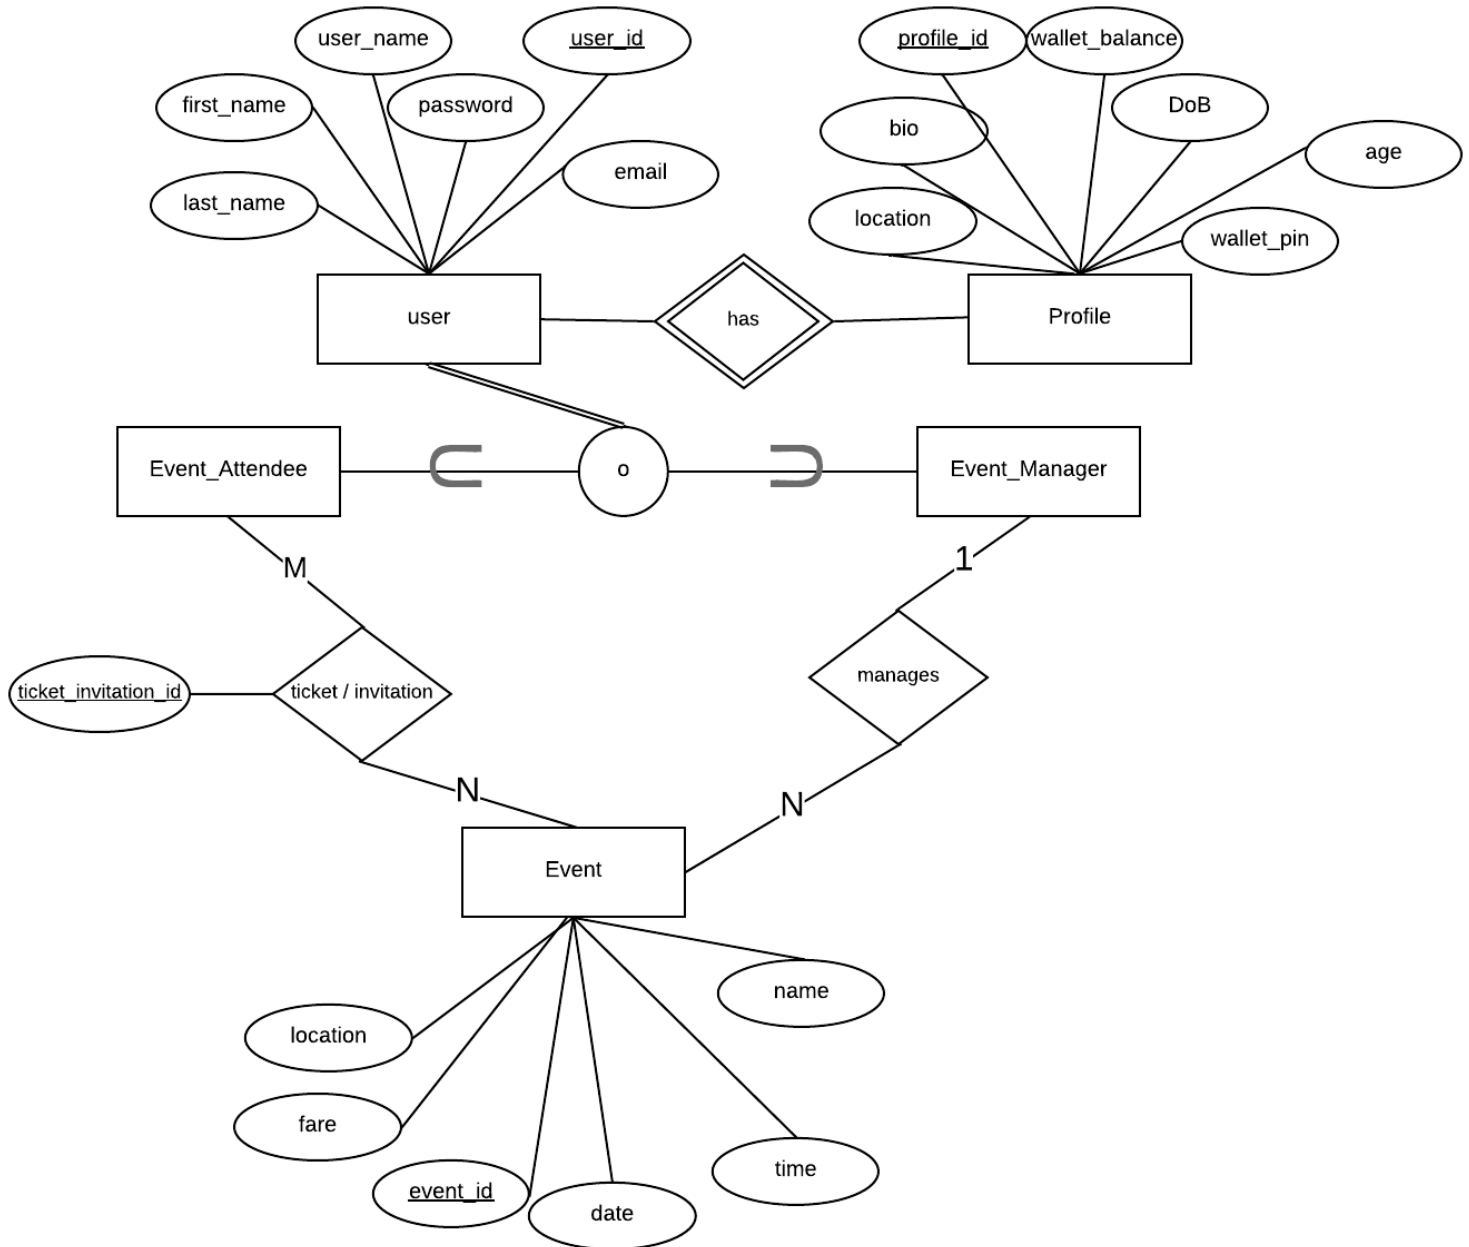 user_name
user_id
profile_id
wallet_balance
first_name
password
DoB
bio
age
email
last_name
location
wallet_pin
user
has
Profile
Event_Attendee
o
Event_Manager
M
1
ticket_invitation_id
ticket / invitation
manages
N
N
Event
name
location
fare
time
event_id
date